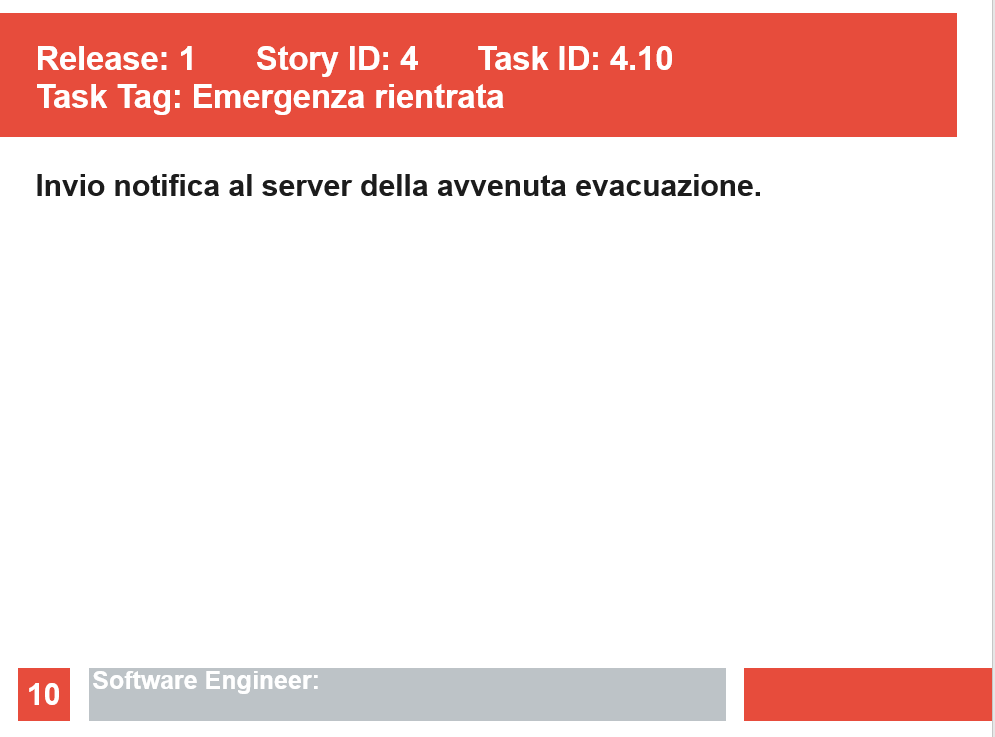 Release: 1 Story ID: 4 Task ID: 4.10
Task Tag: Emergenza rientrata
Invio notifica al server della avvenuta evacuazione.
10
Software Engineer: